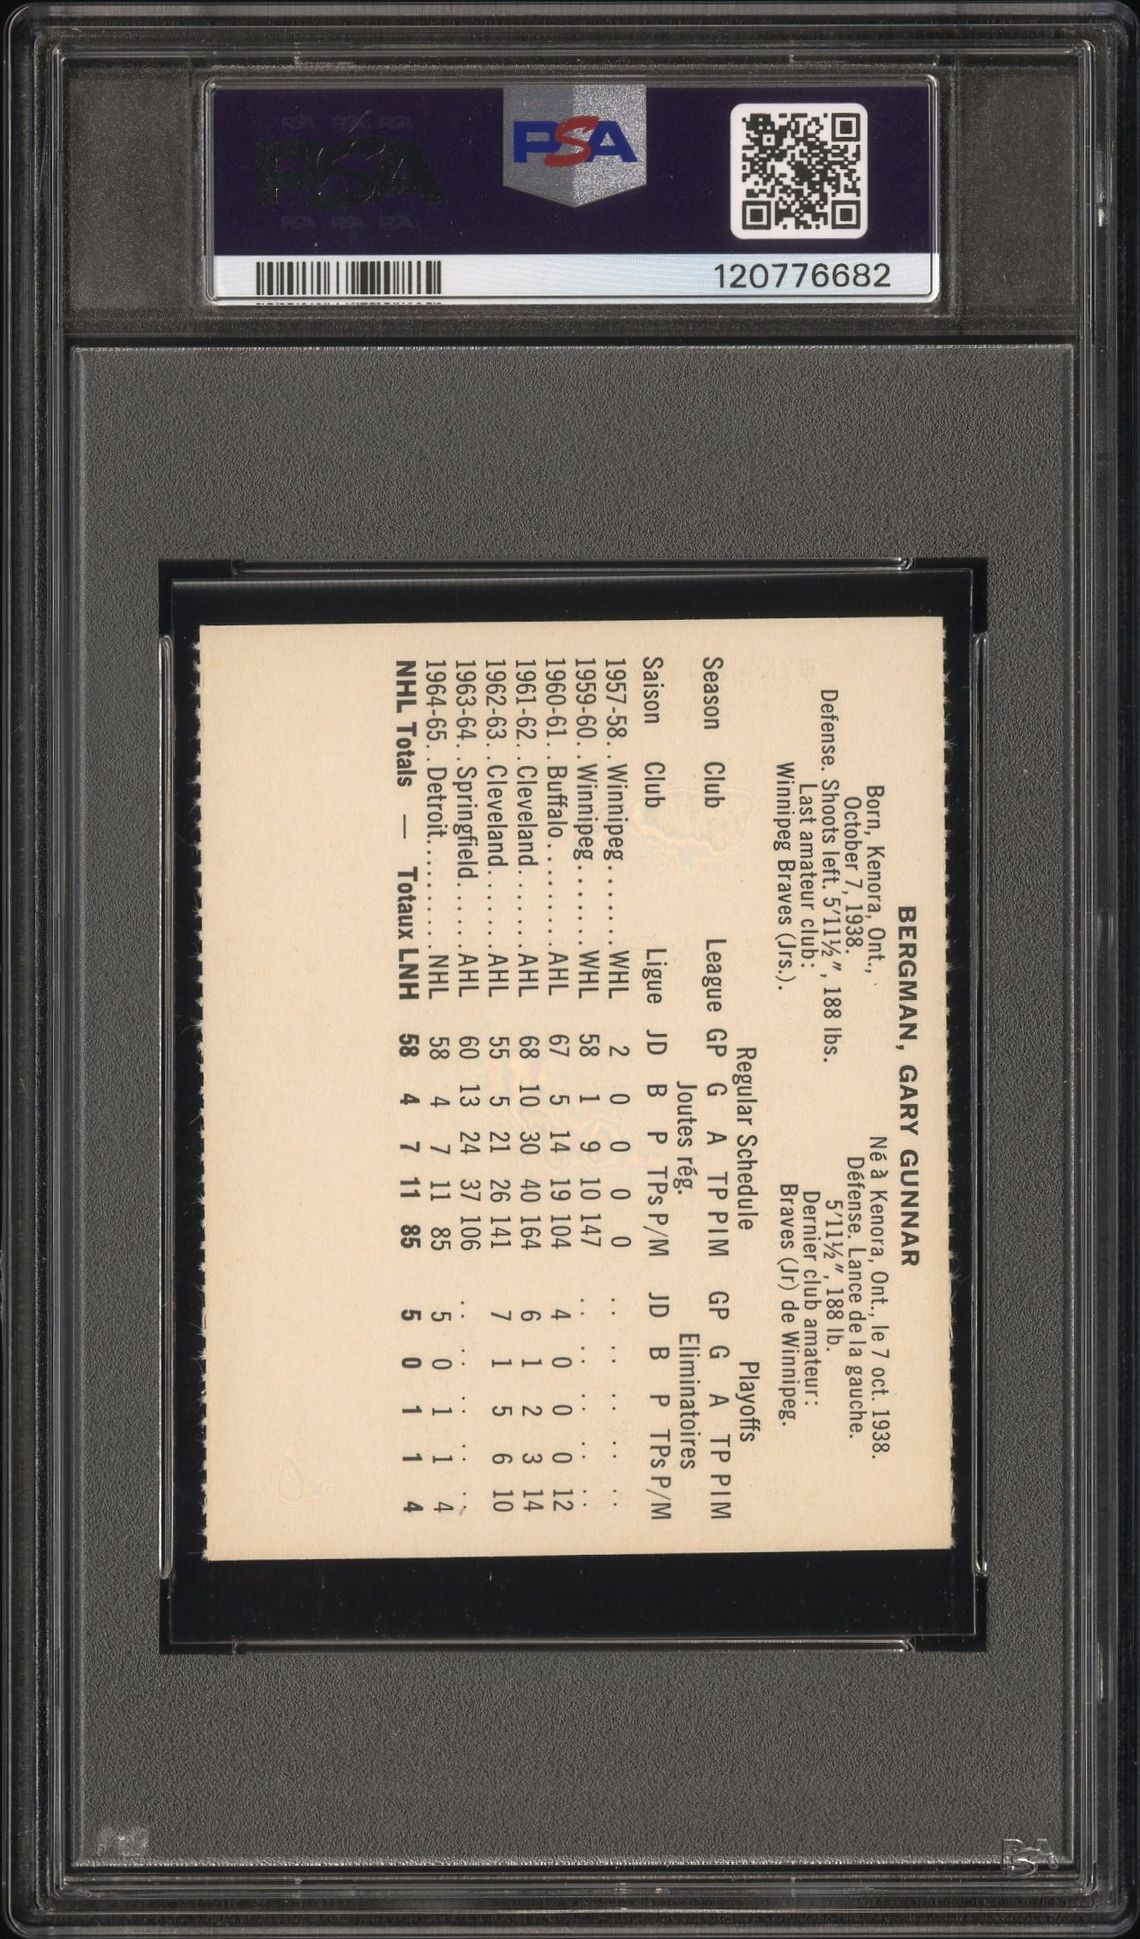 PSA
120776682
BERGMAN, GARY GUNNAR
Born, Kenora, Ont.,
October 7, 1938.
Defense. Shoots left. 5'11½", 188 lbs.
Last amateur club:
Winnipeg Braves (Jrs.).
Né à Kenora, Ont., le 7 oct. 1938.
Défense. Lance de la gauche.
5'11½", 188 lb.
Dernier club amateur:
Braves (Jr) de Winnipeg.
Regular Schedule Playoffs
Season Club League GP G A TP PIM GP G A TP PIM
Joutes rég. Eliminatoires
Saison Club Ligue JD B P TPs P/M JD B P TPs P/M
1957-58. . Winnipeg. . . . . . . WHL 2 0 0 0 0 . . . . . . . . . .
1959-60. . Winnipeg. . . . . . . WHL 58 1 9 10 147 . . . . . . . . . .
1960-61. . Buffalo. . . . . . . . . AHL 67 5 14 19 104 4 0 0 0 12
1961-62. . Cleveland. . . . . . . AHL 68 10 30 40 164 6 1 2 3 14
1962-63. . Cleveland. . . . . . . AHL 55 5 21 26 141 7 1 5 6 10
1963-64. . Springfield. . . . . . AHL 60 13 24 37 106 . . . . . . . . . .
1964-65. . Detroit. . . . . . . . . NHL 58 4 7 11 85 5 0 1 1 4
NHL Totals — Totaux LNH 58 4 7 11 85 5 0 1 1 4
PSA